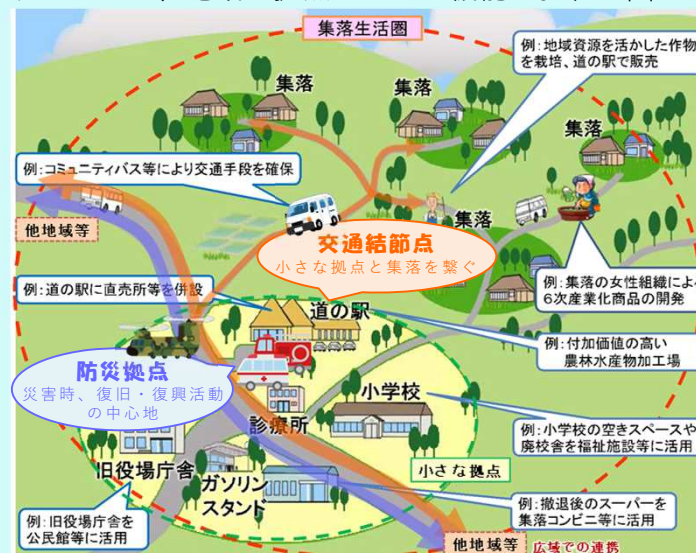 集落生活圏
例：地域資源を活かした作物
を栽培、道の駅で販売
集落
集落
集落
例：コミュニティバス等により交通手段を確保
集落
他地域等
交通結節点
小さな拠点と集落を繋ぐ
例：道の駅に直売所等を併設
例：集落の女性組織による
6次産業化商品の開発
道の駅
例：付加価値の高い
農林水産物加工場
防災拠点
災害時、復旧・復興活動
の中心地
小学校
診療所
例：小学校の空きスペースや
廃校舎を福祉施設等に活用
旧役場庁舎
ガソリン
スタンド
小さな拠点
例：撤退後のスーパーを
集落コンビニ等に活用
例：旧役場庁舎を
公民館等に活用
他地域等
広域での連携